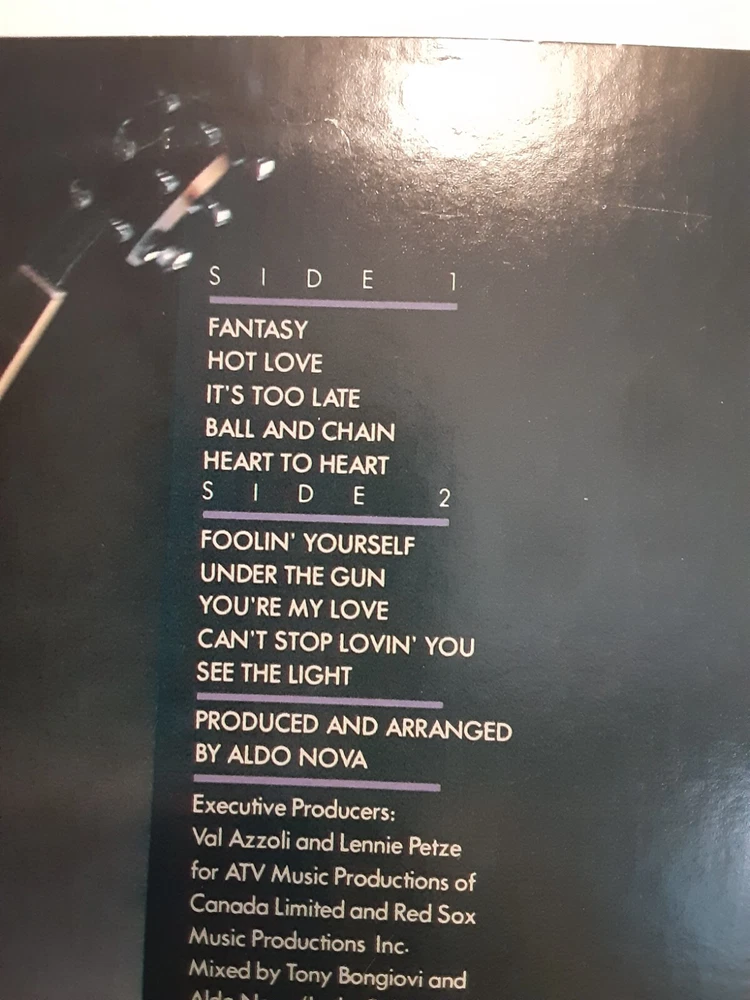 SIDE 1
FANTASY
HOT LOVE
IT'S TOO LATE
BALL AND CHAIN
HEART TO HEART
SIDE 2
FOOLIN' YOURSELF
UNDER THE GUN
YOU'RE MY LOVE
CAN'T STOP LOVIN' YOU
SEE THE LIGHT
PRODUCED AND ARRANGED
BY ALDO NOVA
Executive Producers:
Val Azzoli and Lennie Petze
for ATV Music Productions of
Canada Limited and Red Sox
Music Productions Inc.
Mixed by Tony Bongiovi and